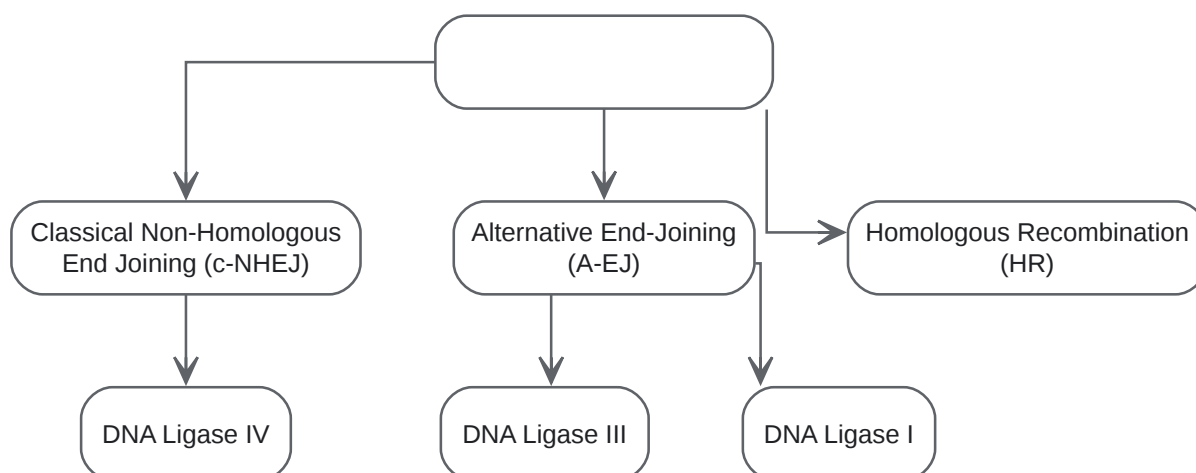 Classical Non-Homologous
End Joining (c-NHEJ)
Alternative End-Joining
(A-EJ)
Homologous Recombination
(HR)
DNA Ligase IV
DNA Ligase III
DNA Ligase I